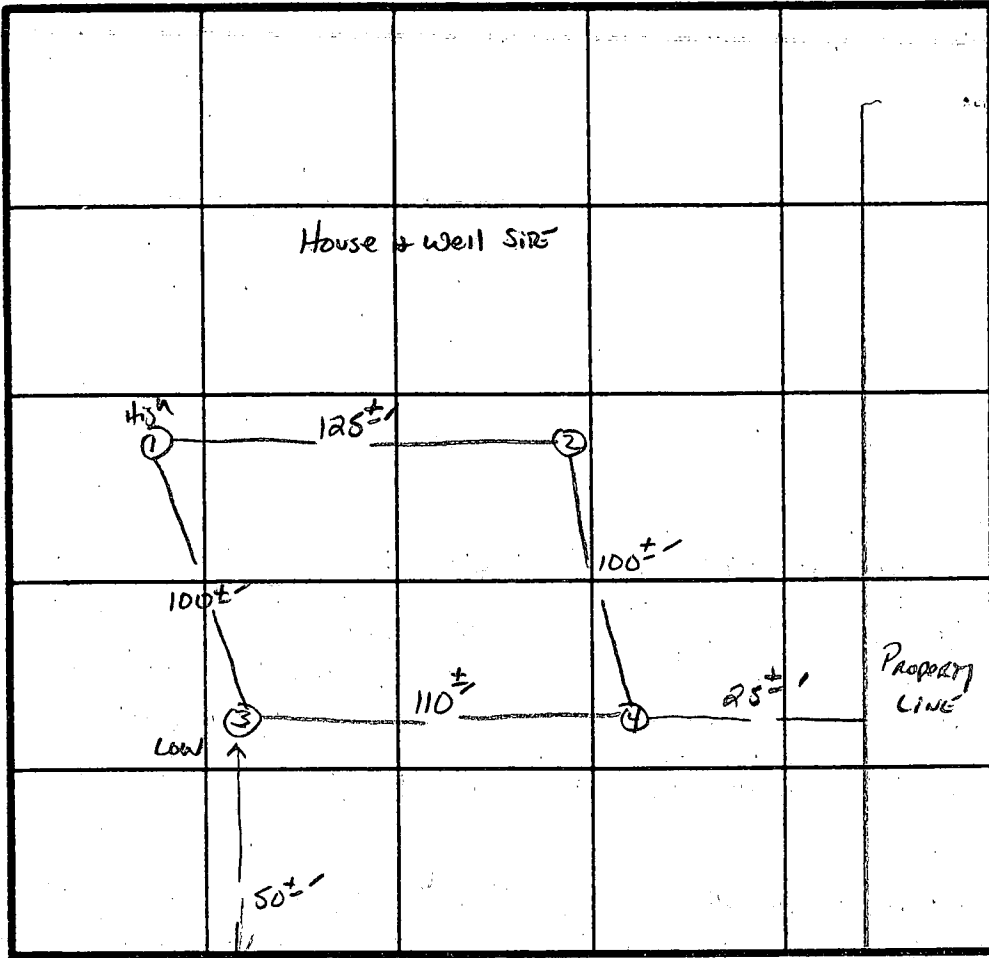 House & Well SITE
High
① 125±' ②
100±'
100±'
③ 110±' ④ 25±'
PROPERTY
LINE
LOW
50±'